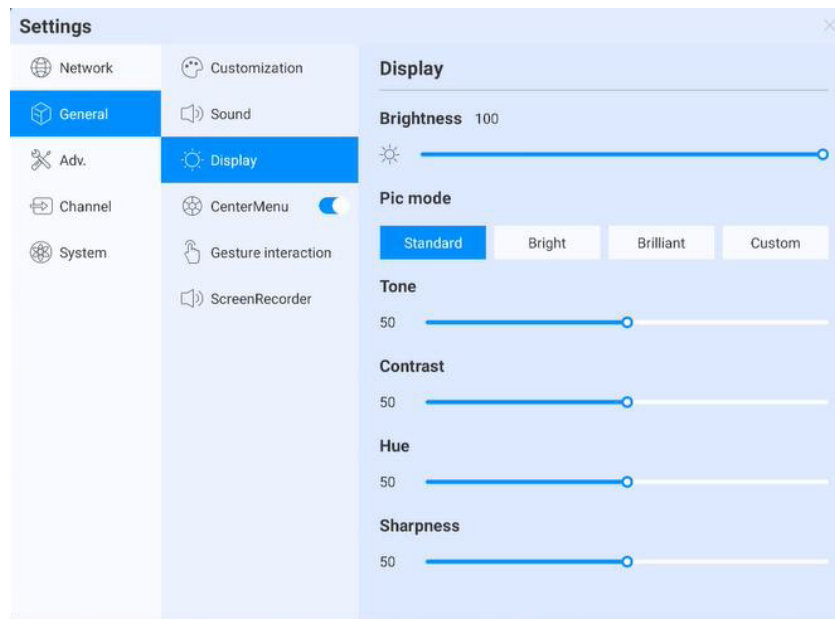 Settings
Network
General
Adv.
Channel
System
Customization
Sound
Display
CenterMenu
Gesture interaction
ScreenRecorder
Display
Brightness 100
Pic mode
Standard Bright Brilliant Custom
Tone
50
Contrast
50
Hue
50
Sharpness
50